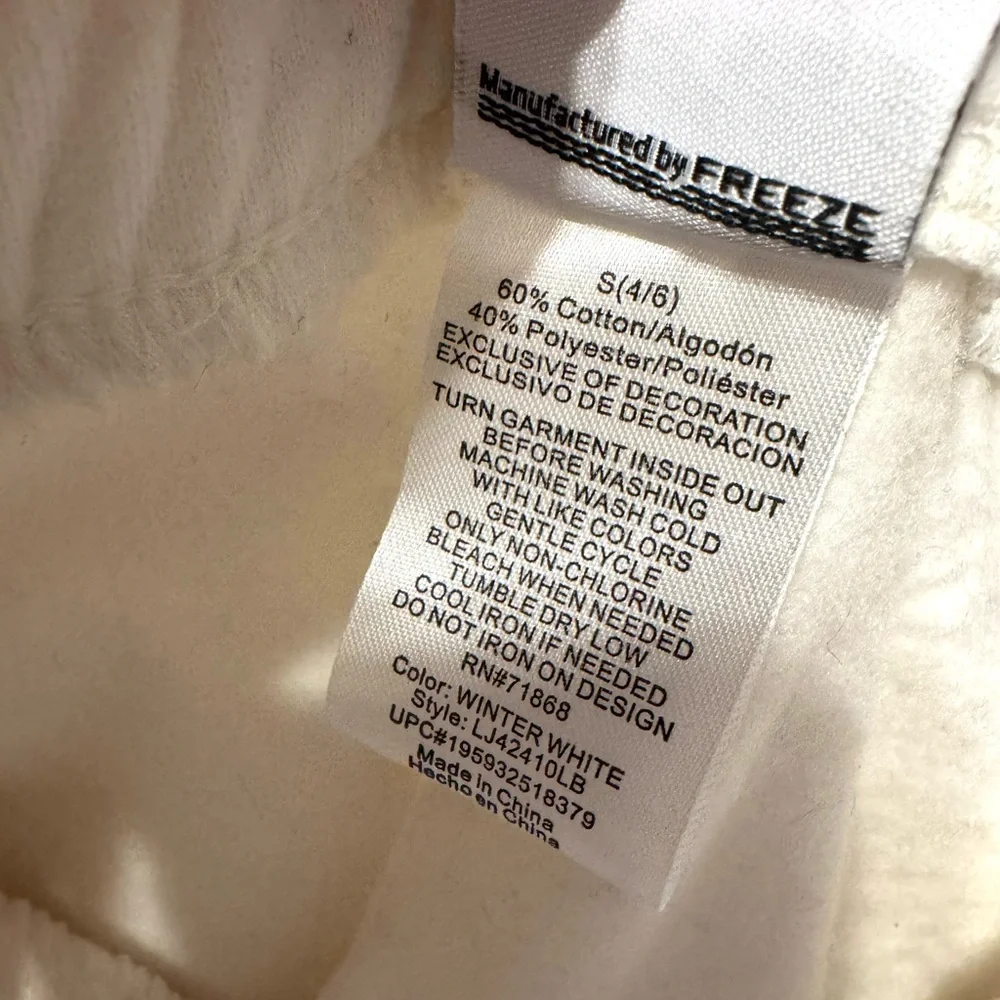 Manufactured by FREEZE
S(4/6)
60% Cotton/Algodón
40% Polyester/Poliéster
EXCLUSIVE OF DECORATION
EXCLUSIVO DE DECORACION
TURN GARMENT INSIDE OUT
BEFORE WASHING
MACHINE WASH COLD
WITH LIKE COLORS
GENTLE CYCLE
ONLY NON-CHLORINE
BLEACH WHEN NEEDED
TUMBLE DRY LOW
COOL IRON IF NEEDED
DO NOT IRON ON DESIGN
RN#71868
Color: WINTER WHITE
Style: LJ42410LB
UPC#195932518379
Made in China
Hecho en China